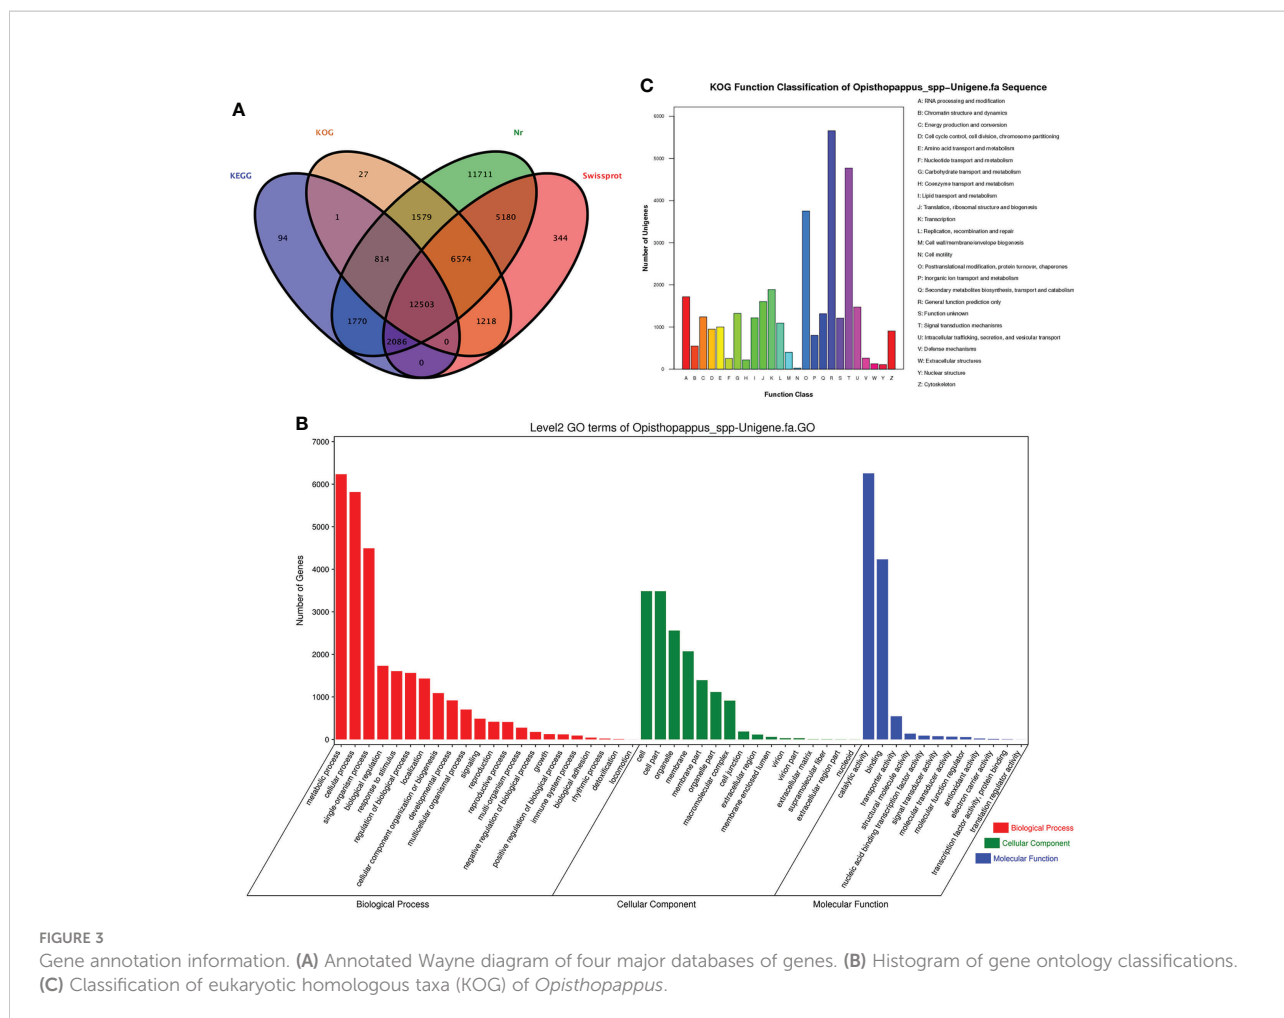 A
KOG
Nr
KEGG
Swissprot
27
11711
1
1579
5180
94
344
814
6574
12503
1770
1218
2086
0
0
C
KOG Function Classification of Opisthopappus_spp-Unigene.fa Sequence
Number of Unigenes
6000
5000
4000
3000
2000
1000
0
A B C D E F G H I J K L M N O P Q R S T U V W Y Z
Function Class
A: RNA processing and modification
B: Chromatin structure and dynamics
C: Energy production and conversion
D: Cell cycle control, cell division, chromosome partitioning
E: Amino acid transport and metabolism
F: Nucleotide transport and metabolism
G: Carbohydrate transport and metabolism
H: Coenzyme transport and metabolism
I: Lipid transport and metabolism
J: Translation, ribosomal structure and biogenesis
K: Transcription
L: Replication, recombination and repair
M: Cell wall/membrane/envelope biogenesis
N: Cell motility
O: Posttranslational modification, protein turnover, chaperones
P: Inorganic ion transport and metabolism
Q: Secondary metabolites biosynthesis, transport and catabolism
R: General function prediction only
S: Function unknown
T: Signal transduction mechanisms
U: Intracellular trafficking, secretion, and vesicular transport
V: Defense mechanisms
W: Extracellular structures
Y: Nuclear structure
Z: Cytoskeleton
B
Level2 GO terms of Opisthopappus_spp-Unigene.fa.GO
Number of Genes
7000
6000
5000
4000
3000
2000
1000
0
metabolic process
cellular process
single-organism process
biological regulation
response to stimulus
regulation of biological process
localization
cellular component organization or biogenesis
developmental process
multicellular organismal process
signaling
reproduction
reproductive process
multi-organism process
negative regulation of biological process
growth
positive regulation of biological process
immune system process
biological adhesion
rhythmic process
detoxification
locomotion
cell
cell part
organelle
membrane
membrane part
organelle part
macromolecular complex
cell junction
extracellular region
membrane-enclosed lumen
virion
virion part
extracellular matrix
supramolecular fiber
extracellular region part
nucleoid
catalytic activity
binding
transporter activity
structural molecule activity
nucleic acid binding transcription factor activity
signal transducer activity
molecular transducer activity
molecular function regulator
antioxidant activity
electron carrier activity
transcription factor activity, protein binding
translation regulator activity
Biological Process
Cellular Component
Molecular Function
Biological Process
Cellular Component
Molecular Function
FIGURE 3
Gene annotation information. (A) Annotated Wayne diagram of four major databases of genes. (B) Histogram of gene ontology classifications.
(C) Classification of eukaryotic homologous taxa (KOG) of Opisthopappus.